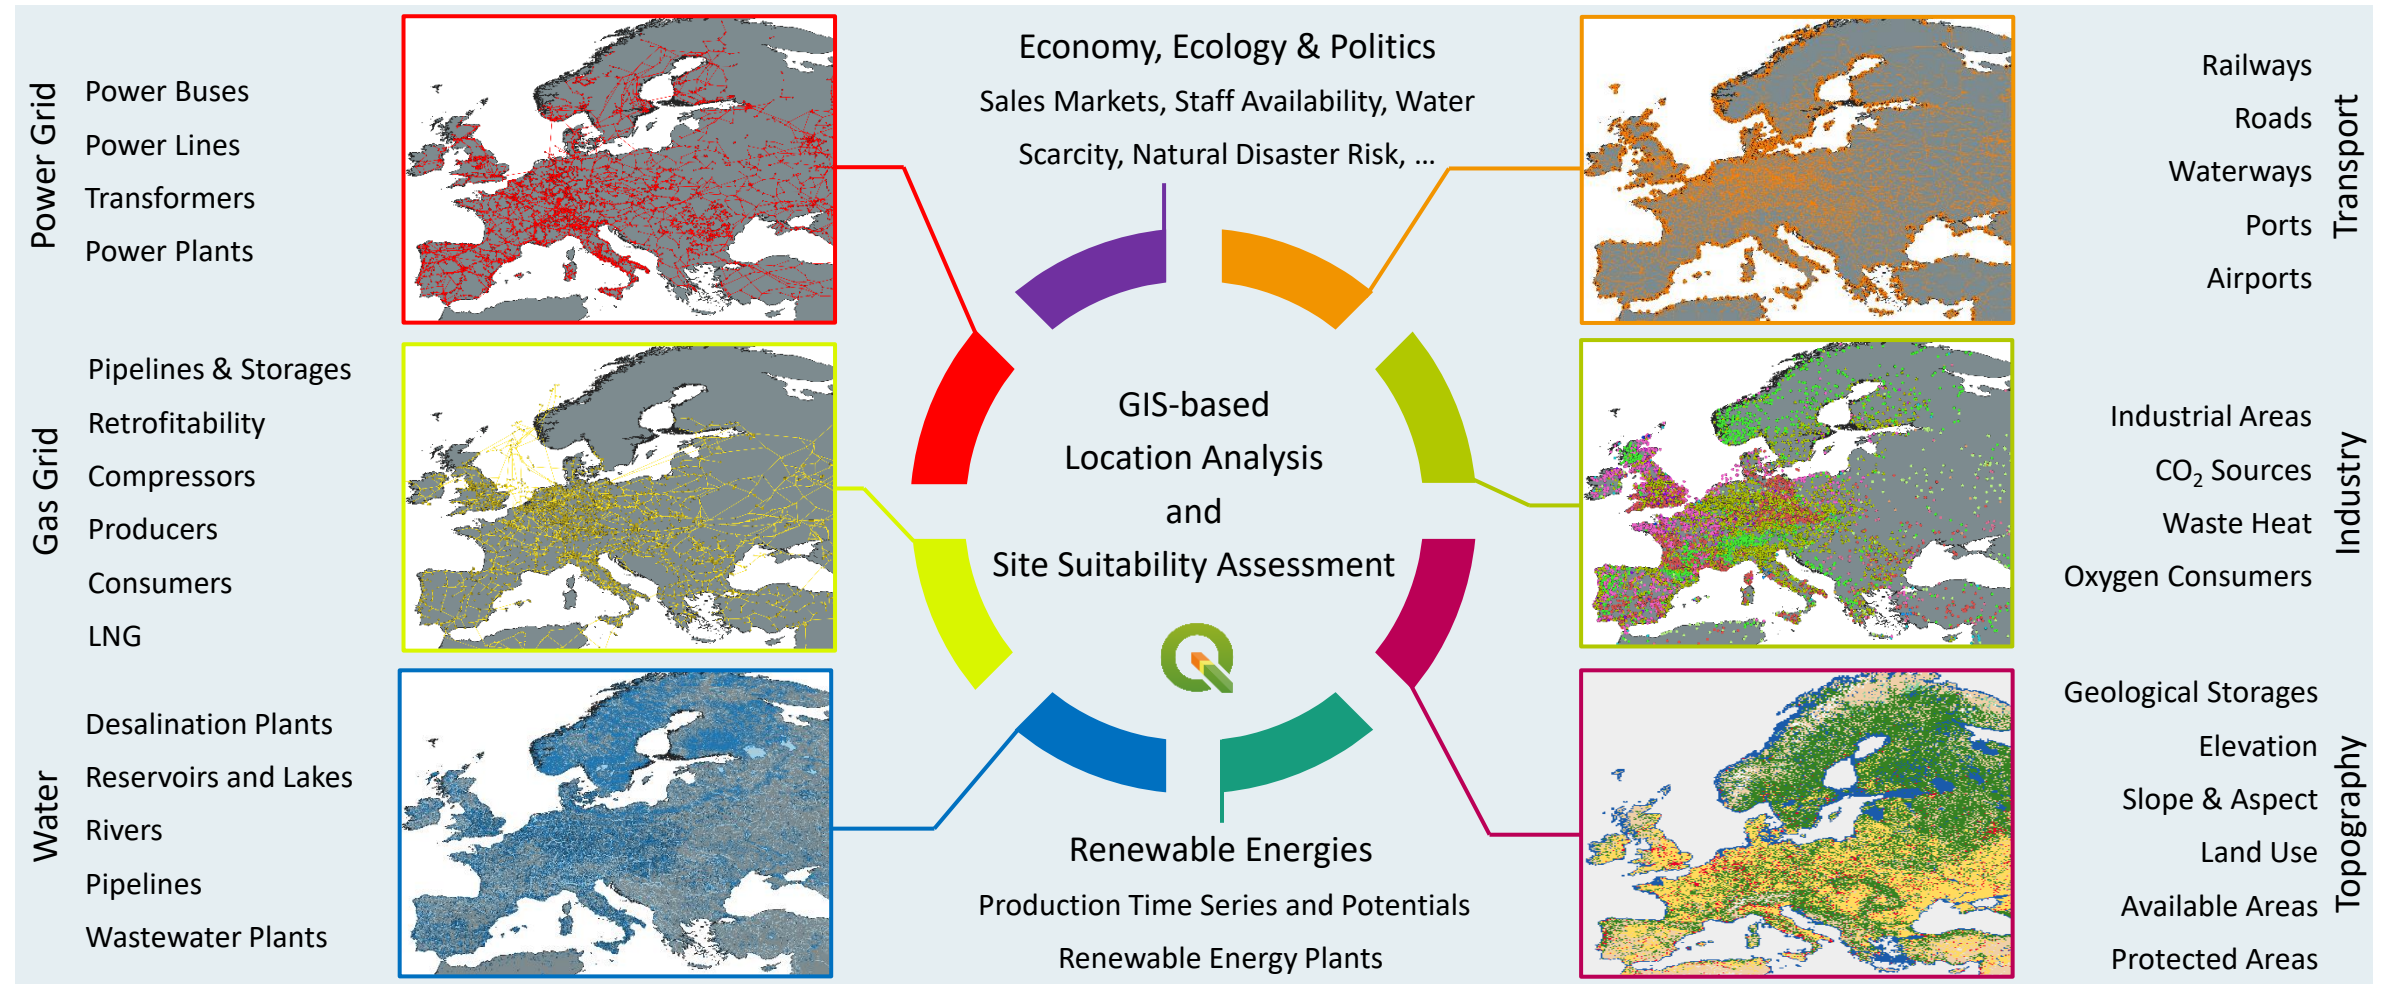 Power Grid
Power Buses
Power Lines
Transformers
Power Plants
Gas Grid
Pipelines & Storages
Retrofitability
Compressors
Producers
Consumers
LNG
Water
Desalination Plants
Reservoirs and Lakes
Rivers
Pipelines
Wastewater Plants
Economy, Ecology & Politics
Sales Markets, Staff Availability, Water
Scarcity, Natural Disaster Risk, ...
GIS-based
Location Analysis
and
Site Suitability Assessment
Renewable Energies
Production Time Series and Potentials
Renewable Energy Plants
Railways
Roads
Waterways
Ports
Airports
Transport
Industrial Areas
CO₂ Sources
Waste Heat
Oxygen Consumers
Industry
Geological Storages
Elevation
Slope & Aspect
Land Use
Available Areas
Protected Areas
Topography